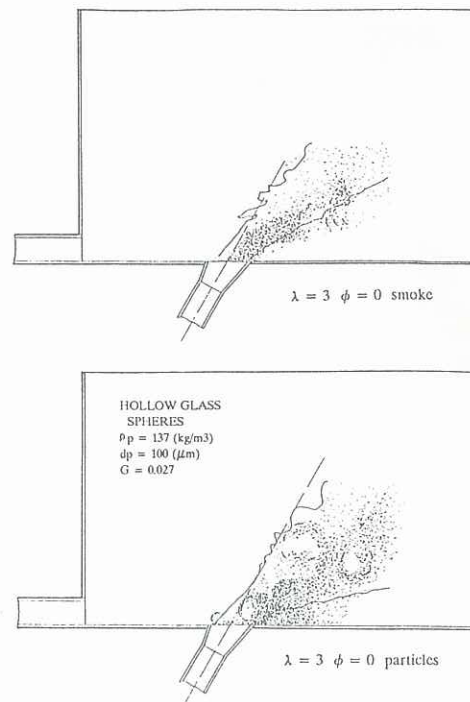 λ = 3 ϕ = 0 smoke
HOLLOW GLASS
SPHERES
ρp = 137 (kg/m3)
dp = 100 (μm)
G = 0.027
λ = 3 ϕ = 0 particles